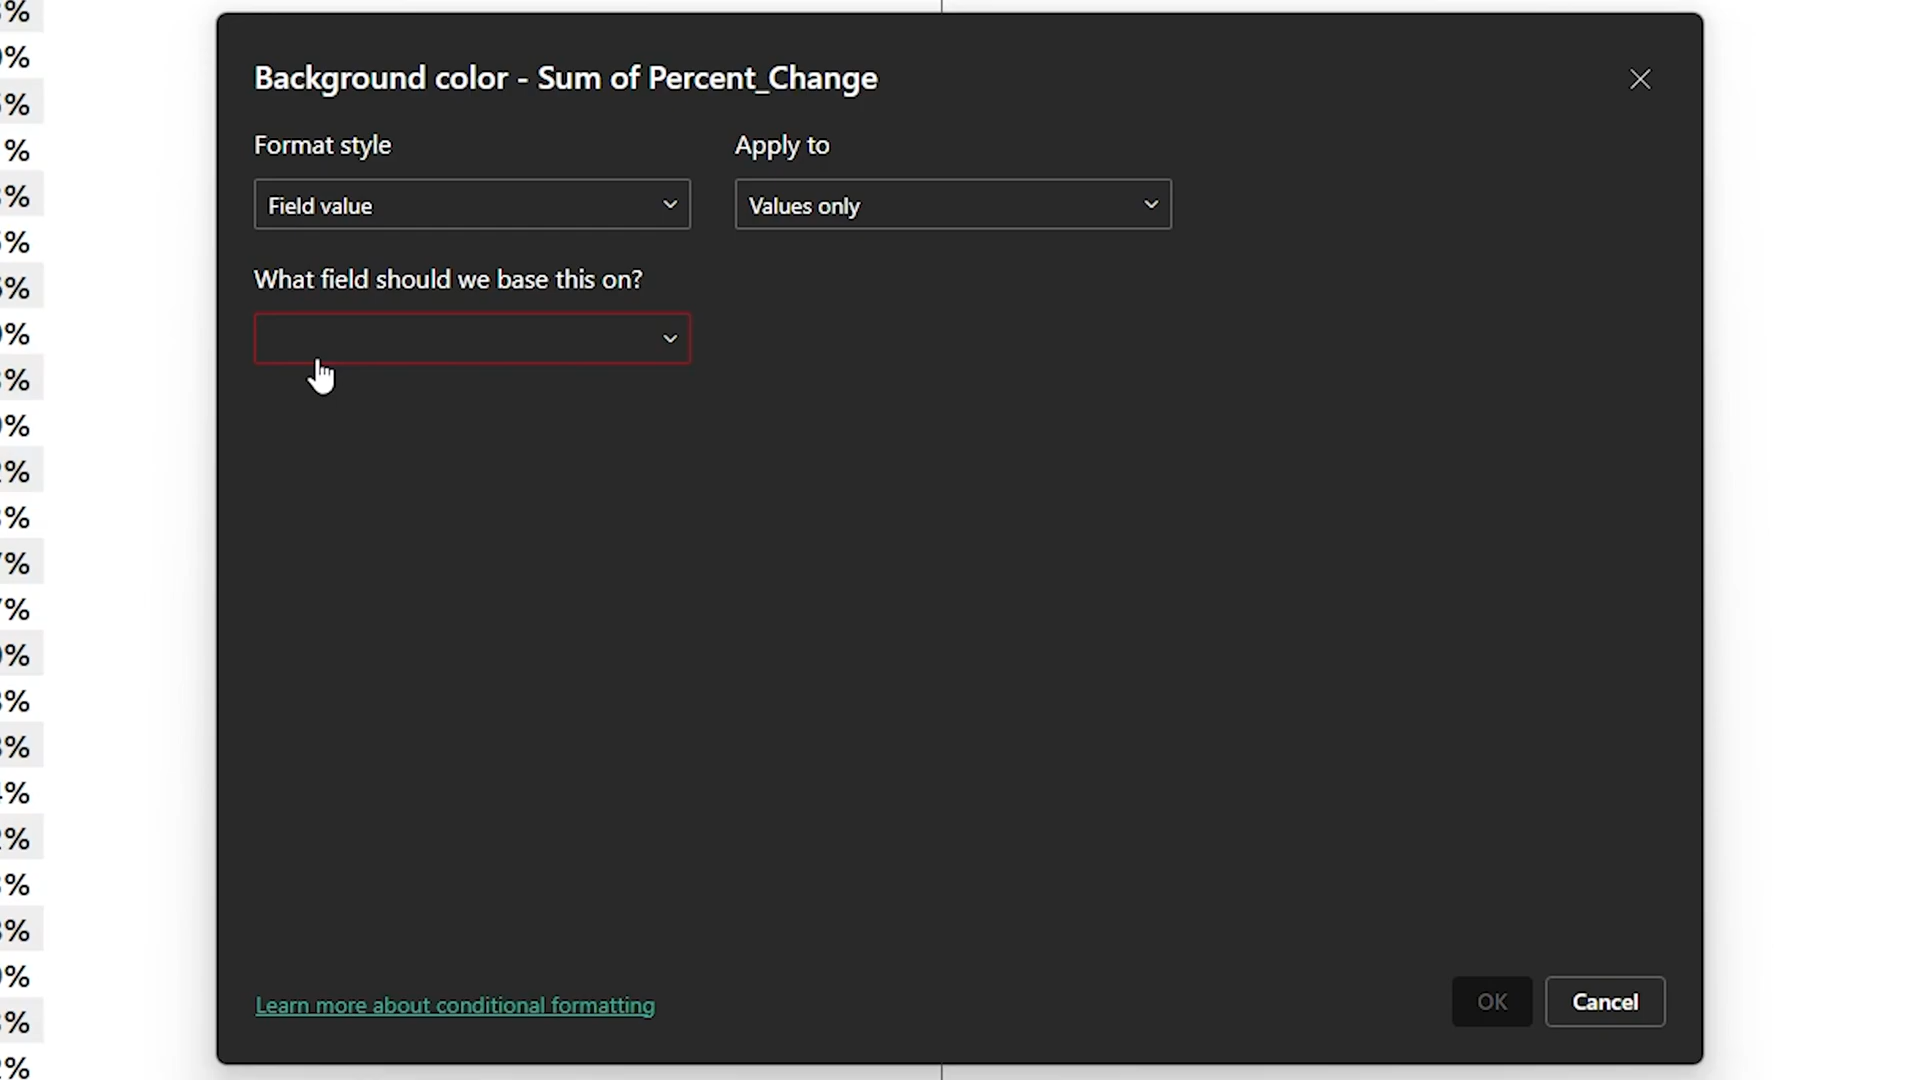 Background color - Sum of Percent_Change
Format style
Apply to
Field value
Values only
What field should we base this on?
Learn more about conditional formatting
OK
Cancel